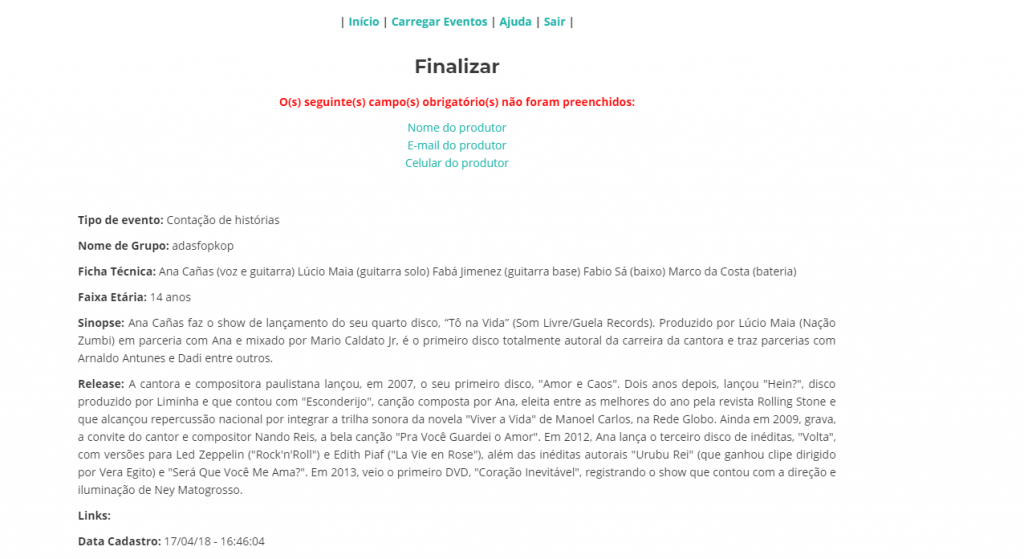 | Início | Carregar Eventos | Ajuda | Sair |
Finalizar
O(s) seguinte(s) campo(s) obrigatório(s) não foram preenchidos:
Nome do produtor
E-mail do produtor
Celular do produtor
Tipo de evento: Contação de histórias
Nome de Grupo: adasfopkop
Ficha Técnica: Ana Cañas (voz e guitarra) Lúcio Maia (guitarra solo) Fabá Jimenez (guitarra base) Fabio Sá (baixo) Marco da Costa (bateria)
Faixa Etária: 14 anos
Sinopse: Ana Cañas faz o show de lançamento do seu quarto disco, “Tô na Vida” (Som Livre/Guela Records). Produzido por Lúcio Maia (Nação
Zumbi) em parceria com Ana e mixado por Mario Caldato Jr, é o primeiro disco totalmente autoral da carreira da cantora e traz parcerias com
Arnaldo Antunes e Dadi entre outros.
Release: A cantora e compositora paulistana lançou, em 2007, o seu primeiro disco, "Amor e Caos". Dois anos depois, lançou "Hein?", disco
produzido por Liminha e que contou com "Esconderijo", canção composta por Ana, eleita entre as melhores do ano pela revista Rolling Stone e
que alcançou repercussão nacional por integrar a trilha sonora da novela "Viver a Vida" de Manoel Carlos, na Rede Globo. Ainda em 2009, grava,
a convite do cantor e compositor Nando Reis, a bela canção "Pra Você Guardei o Amor". Em 2012, Ana lança o terceiro disco de inéditas, "Volta",
com versões para Led Zeppelin ("Rock'n'Roll") e Edith Piaf ("La Vie en Rose"), além das inéditas autorais "Urubu Rei" (que ganhou clipe dirigido
por Vera Egito) e "Será Que Você Me Ama?". Em 2013, veio o primeiro DVD, "Coração Inevitável", registrando o show que contou com a direção e
iluminação de Ney Matogrosso.
Links:
Data Cadastro: 17/04/18 - 16:46:04